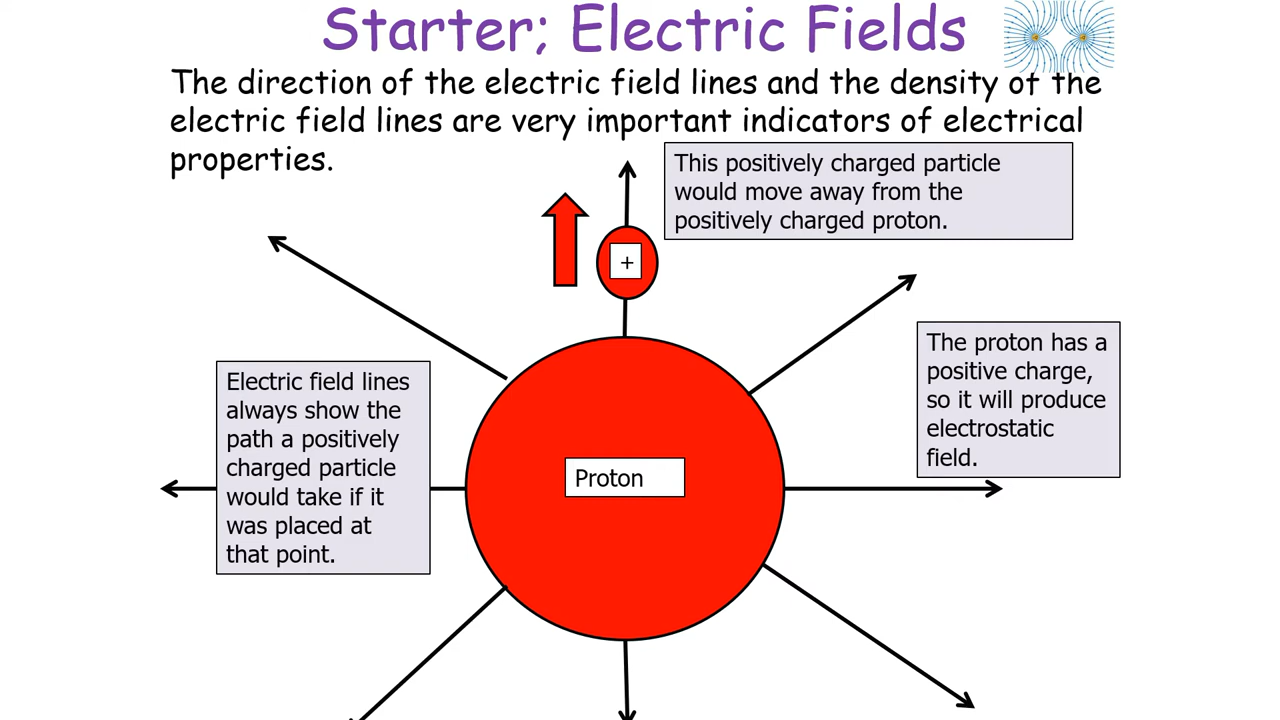 Starter; Electric Fields
The direction of the electric field lines and the density of the
electric field lines are very important indicators of electrical
properties.
This positively charged particle
would move away from the
positively charged proton.
+
The proton has a
positive charge,
so it will produce
electrostatic
field.
Electric field lines
always show the
path a positively
charged particle
would take if it
was placed at
that point.
Proton